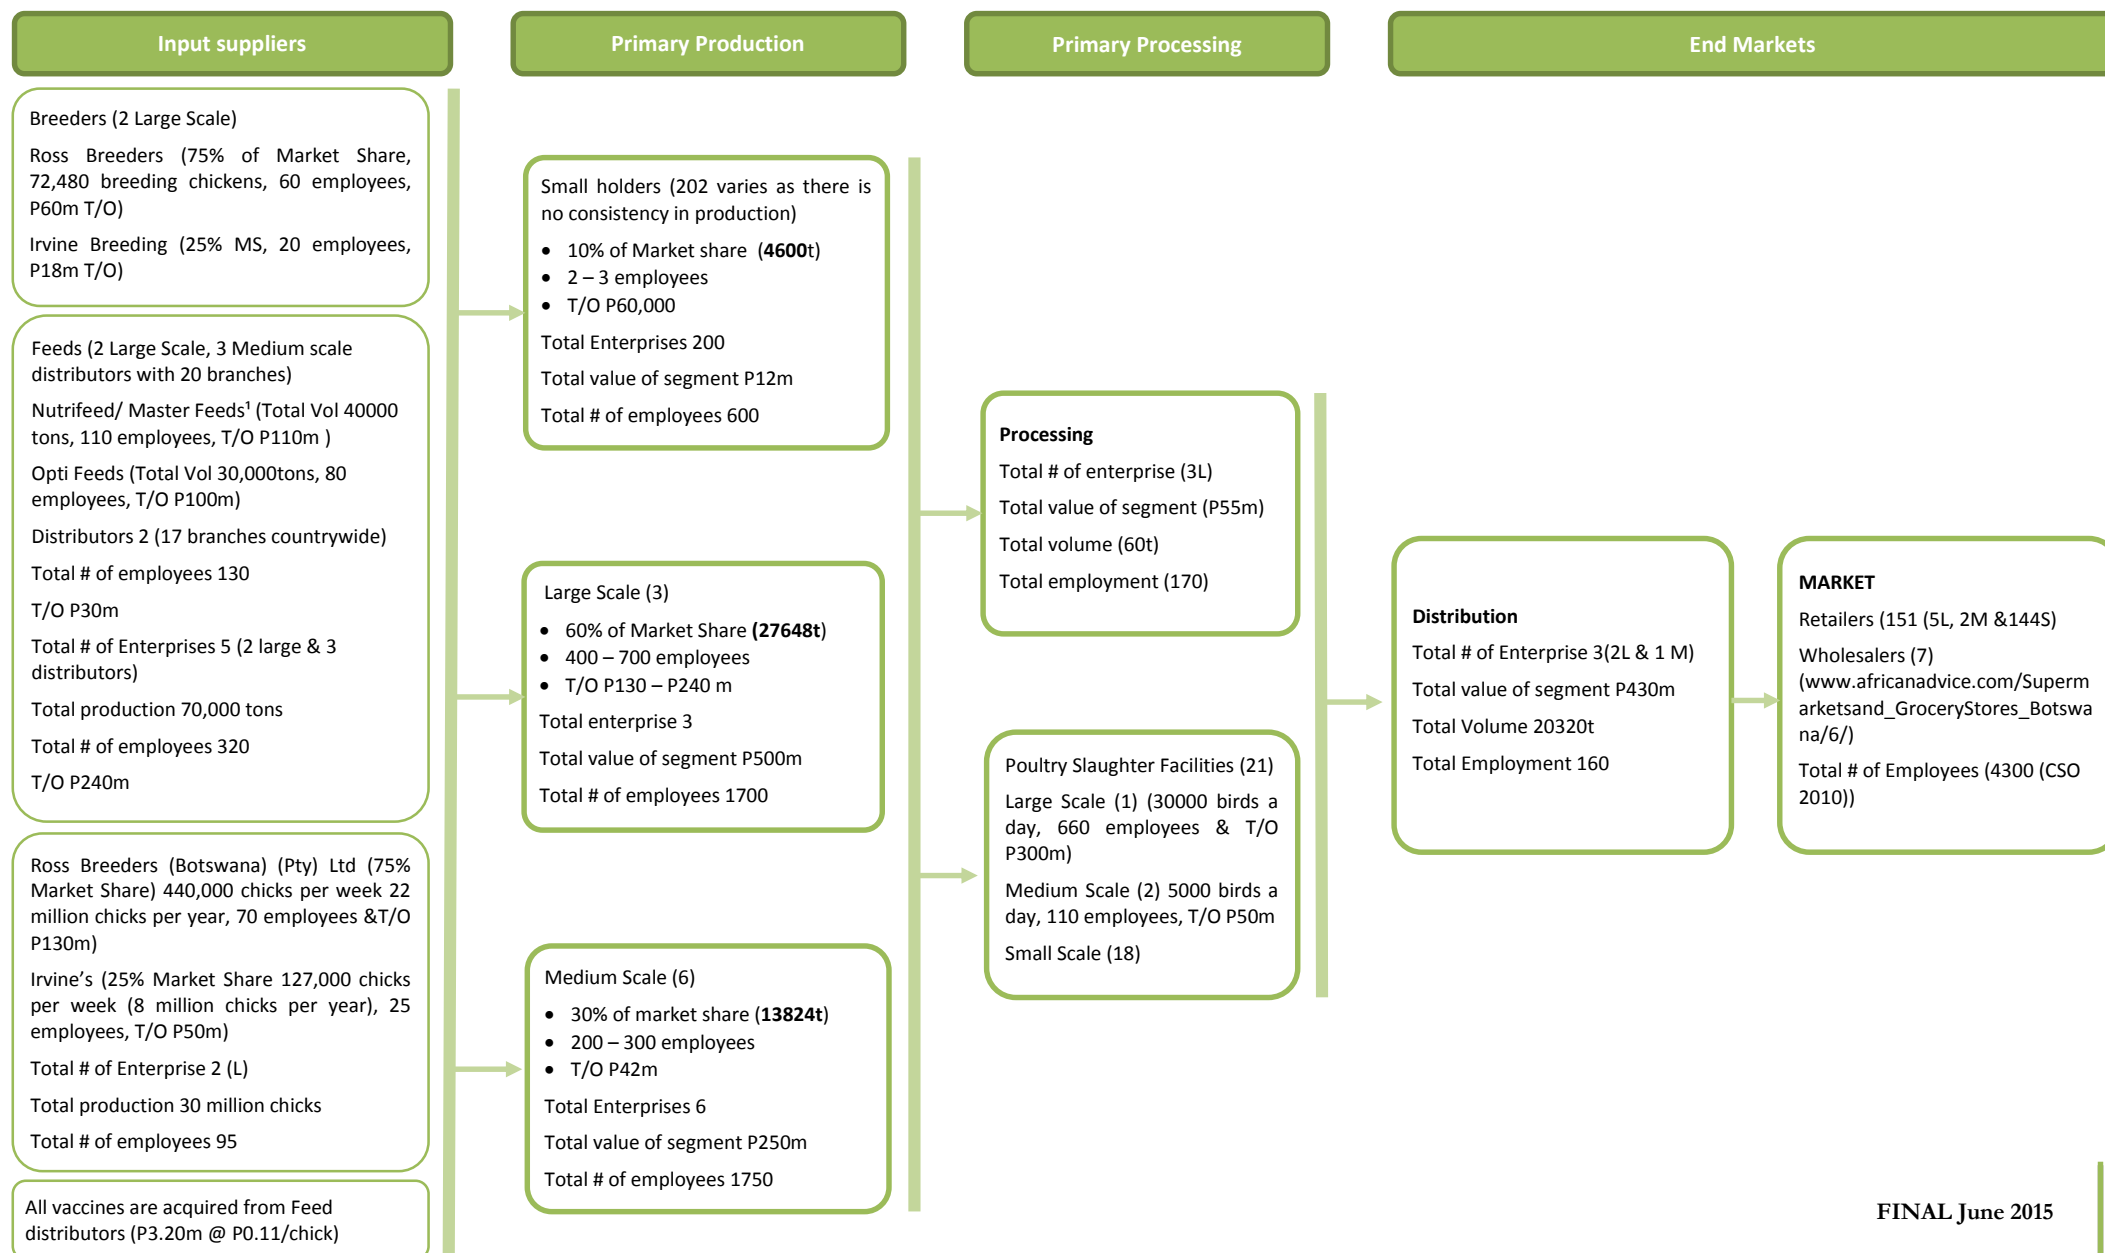 Input suppliers
Primary Production
Primary Processing
End Markets
Breeders (2 Large Scale)
Ross Breeders (75% of Market Share,
72,480 breeding chickens, 60 employees,
P60m T/O)
Irvine Breeding (25% MS, 20 employees,
P18m T/O)
Feeds (2 Large Scale, 3 Medium scale
distributors with 20 branches)
Nutrifeed/ Master Feeds¹ (Total Vol 40000
tons, 110 employees, T/O P110m )
Opti Feeds (Total Vol 30,000tons, 80
employees, T/O P100m)
Distributors 2 (17 branches countrywide)
Total # of employees 130
T/O P30m
Total # of Enterprises 5 (2 large & 3
distributors)
Total production 70,000 tons
Total # of employees 320
T/O P240m
Ross Breeders (Botswana) (Pty) Ltd (75%
Market Share) 440,000 chicks per week 22
million chicks per year, 70 employees &T/O
P130m)
Irvine’s (25% Market Share 127,000 chicks
per week (8 million chicks per year), 25
employees, T/O P50m)
Total # of Enterprise 2 (L)
Total production 30 million chicks
Total # of employees 95
All vaccines are acquired from Feed
distributors (P3.20m @ P0.11/chick)
Small holders (202 varies as there is
no consistency in production)
• 10% of Market share (4600t)
• 2 – 3 employees
• T/O P60,000
Total Enterprises 200
Total value of segment P12m
Total # of employees 600
Large Scale (3)
• 60% of Market Share (27648t)
• 400 – 700 employees
• T/O P130 – P240 m
Total enterprise 3
Total value of segment P500m
Total # of employees 1700
Medium Scale (6)
• 30% of market share (13824t)
• 200 – 300 employees
• T/O P42m
Total Enterprises 6
Total value of segment P250m
Total # of employees 1750
Processing
Total # of enterprise (3L)
Total value of segment (P55m)
Total volume (60t)
Total employment (170)
Poultry Slaughter Facilities (21)
Large Scale (1) (30000 birds a
day, 660 employees & T/O
P300m)
Medium Scale (2) 5000 birds a
day, 110 employees, T/O P50m
Small Scale (18)
Distribution
Total # of Enterprise 3(2L & 1 M)
Total value of segment P430m
Total Volume 20320t
Total Employment 160
MARKET
Retailers (151 (5L, 2M &144S)
Wholesalers (7)
(www.africanadvice.com/Superm
arketsand_GroceryStores_Botswa
na/6/)
Total # of Employees (4300 (CSO
2010))
FINAL June 2015